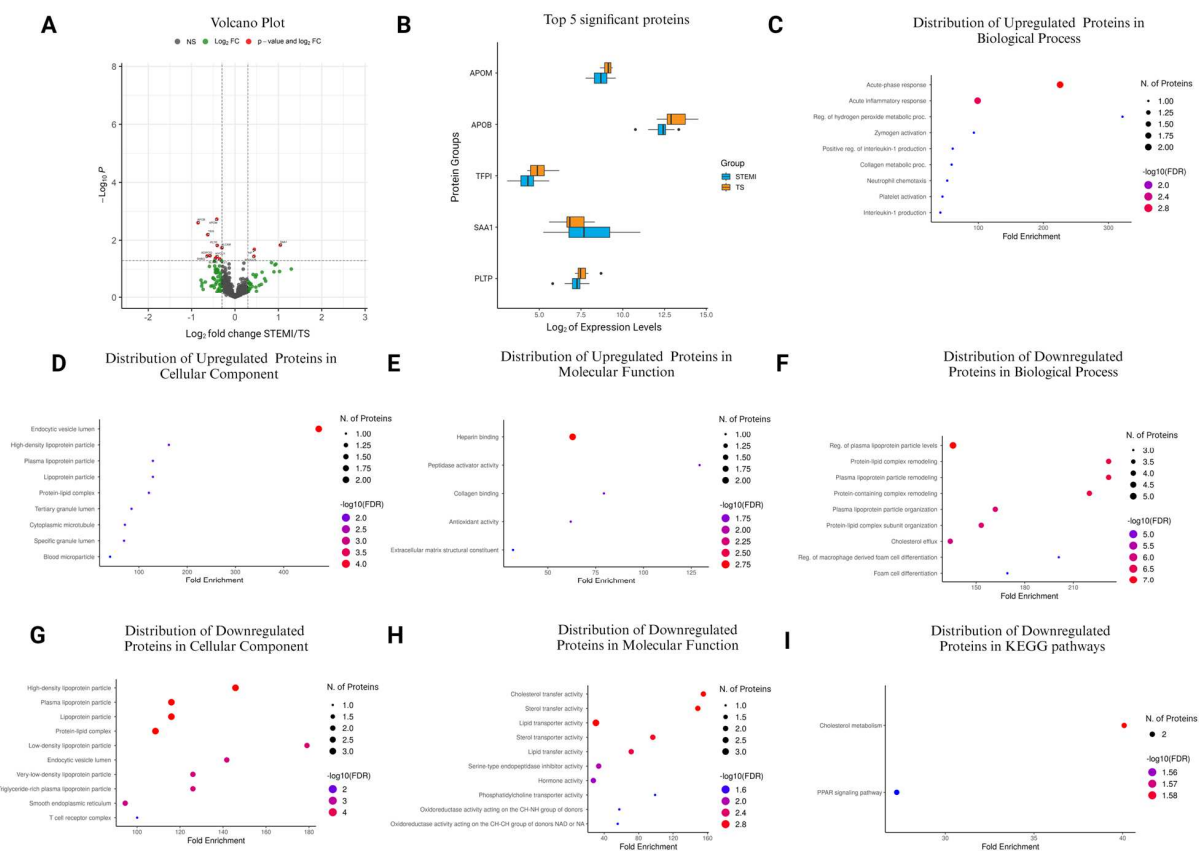 A
Volcano Plot
NS
Log2 FC
p – value and log2 FC
8
6
4
2
0
−Log10 P
-2
-1
0
1
2
3
Log2 fold change STEMI/TS
B
Top 5 significant proteins
Protein Groups
APOM
APOB
TFPI
SAA1
PLTP
5.0
7.5
10.0
12.5
15.0
Log2 of Expression Levels
Group
STEMI
TS
C
Distribution of Upregulated Proteins in
Biological Process
Acute-phase response
Acute inflammatory response
Reg. of hydrogen peroxide metabolic proc.
Zymogen activation
Positive reg. of interleukin-1 production
Collagen metabolic proc.
Neutrophil chemotaxis
Platelet activation
Interleukin-1 production
100
200
300
Fold Enrichment
N. of Proteins
1.00
1.25
1.50
1.75
2.00
-log10(FDR)
2.0
2.4
2.8
D
Distribution of Upregulated Proteins in
Cellular Component
Endocytic vesicle lumen
High-density lipoprotein particle
Plasma lipoprotein particle
Lipoprotein particle
Protein-lipid complex
Tertiary granule lumen
Cytoplasmic microtubule
Specific granule lumen
Blood microparticle
100
200
300
400
Fold Enrichment
N. of Proteins
1.00
1.25
1.50
1.75
2.00
-log10(FDR)
2.0
2.5
3.0
3.5
4.0
E
Distribution of Upregulated Proteins in
Molecular Function
Heparin binding
Peptidase activator activity
Collagen binding
Antioxidant activity
Extracellular matrix structural constituent
50
75
100
125
Fold Enrichment
N. of Proteins
1.00
1.25
1.50
1.75
2.00
-log10(FDR)
1.75
2.00
2.25
2.50
2.75
F
Distribution of Downregulated
Proteins in Biological Process
Reg. of plasma lipoprotein particle levels
Protein-lipid complex remodeling
Plasma lipoprotein particle remodeling
Protein-containing complex remodeling
Plasma lipoprotein particle organization
Protein-lipid complex subunit organization
Cholesterol efflux
Reg. of macrophage derived foam cell differentiation
Foam cell differentiation
150
180
210
Fold Enrichment
N. of Proteins
3.0
3.5
4.0
4.5
5.0
-log10(FDR)
5.0
5.5
6.0
6.5
7.0
G
Distribution of Downregulated
Proteins in Cellular Component
High-density lipoprotein particle
Plasma lipoprotein particle
Lipoprotein particle
Protein-lipid complex
Low-density lipoprotein particle
Endocytic vesicle lumen
Very-low-density lipoprotein particle
Triglyceride-rich plasma lipoprotein particle
Smooth endoplasmic reticulum
T cell receptor complex
100
120
140
160
180
Fold Enrichment
N. of Proteins
1.0
1.5
2.0
2.5
3.0
-log10(FDR)
2
3
4
H
Distribution of Downregulated
Proteins in Molecular Function
Cholesterol transfer activity
Sterol transfer activity
Lipid transporter activity
Sterol transporter activity
Lipid transfer activity
Serine-type endopeptidase inhibitor activity
Hormone activity
Phosphatidylcholine transporter activity
Oxidoreductase activity acting on the CH-NH group of donors
Oxidoreductase activity acting on the CH-CH group of donors NAD or NA
40
80
120
160
Fold Enrichment
N. of Proteins
1.0
1.5
2.0
2.5
3.0
-log10(FDR)
1.6
2.0
2.4
2.8
I
Distribution of Downregulated
Proteins in KEGG pathways
Cholesterol metabolism
PPAR signaling pathway
30
35
40
Fold Enrichment
N. of Proteins
2
-log10(FDR)
1.56
1.57
1.58